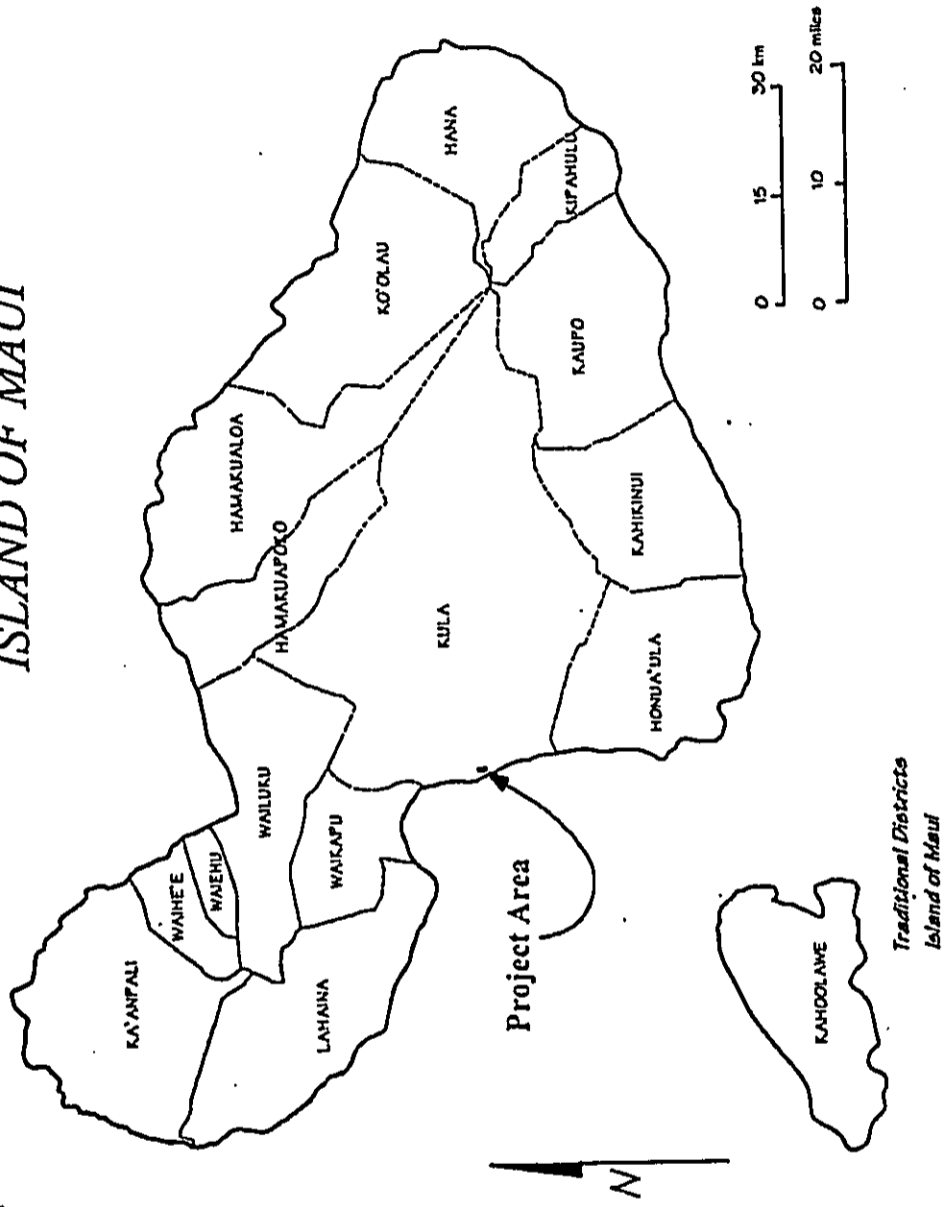 ISLAND OF MAUI
KA'ANPALI
WAIHE'E
WAIEHU
LAHAINA
WAILUKU
WAIKAPU
HAMAKUAPOKO
HAMAKUALOA
KO'OLAU
HANA
KIPAHULU
KAUPO
KAHIKINUI
HONUA'ULA
KULA
Project Area
KAHOOLAWE
N
0 15 30 km
0 10 20 miles
Traditional Districts
Island of Maui